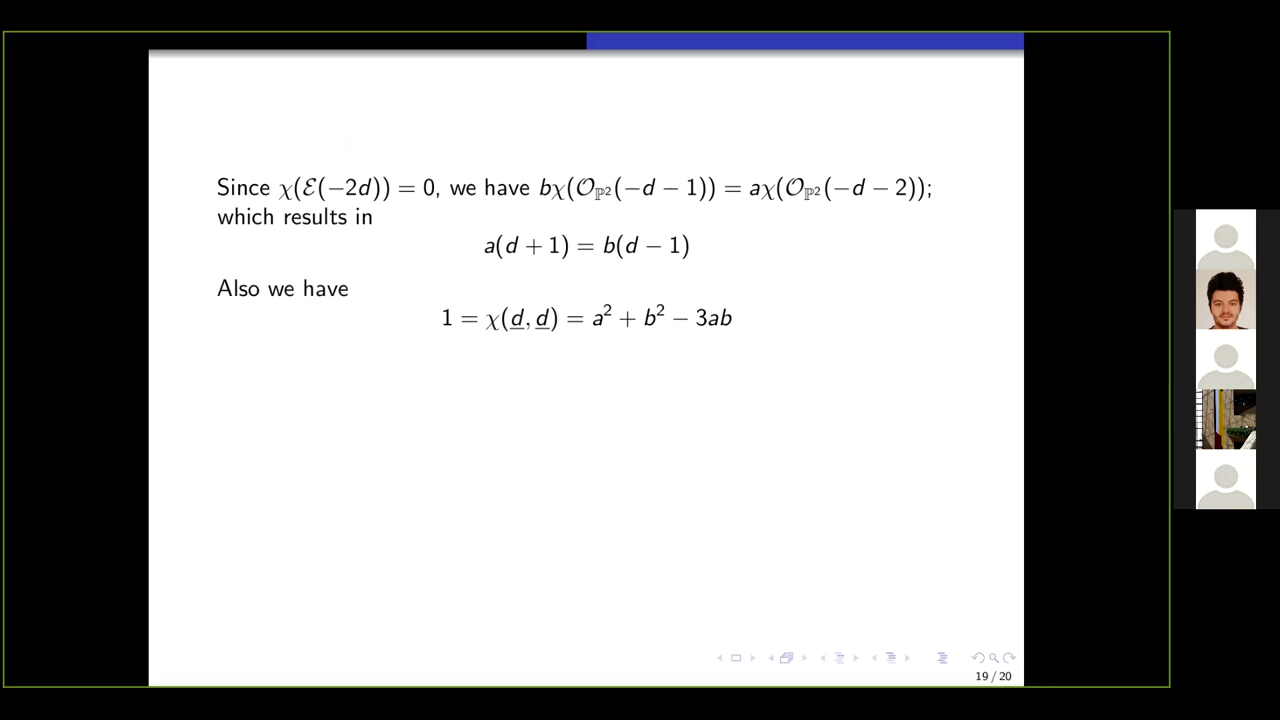 Since χ(ℰ(−2d)) = 0, we have bχ(𝒪_ℙ²(−d − 1)) = aχ(𝒪_ℙ²(−d − 2));
which results in
a(d + 1) = b(d − 1)
Also we have
1 = χ(d̲, d̲) = a² + b² − 3ab
19 / 20